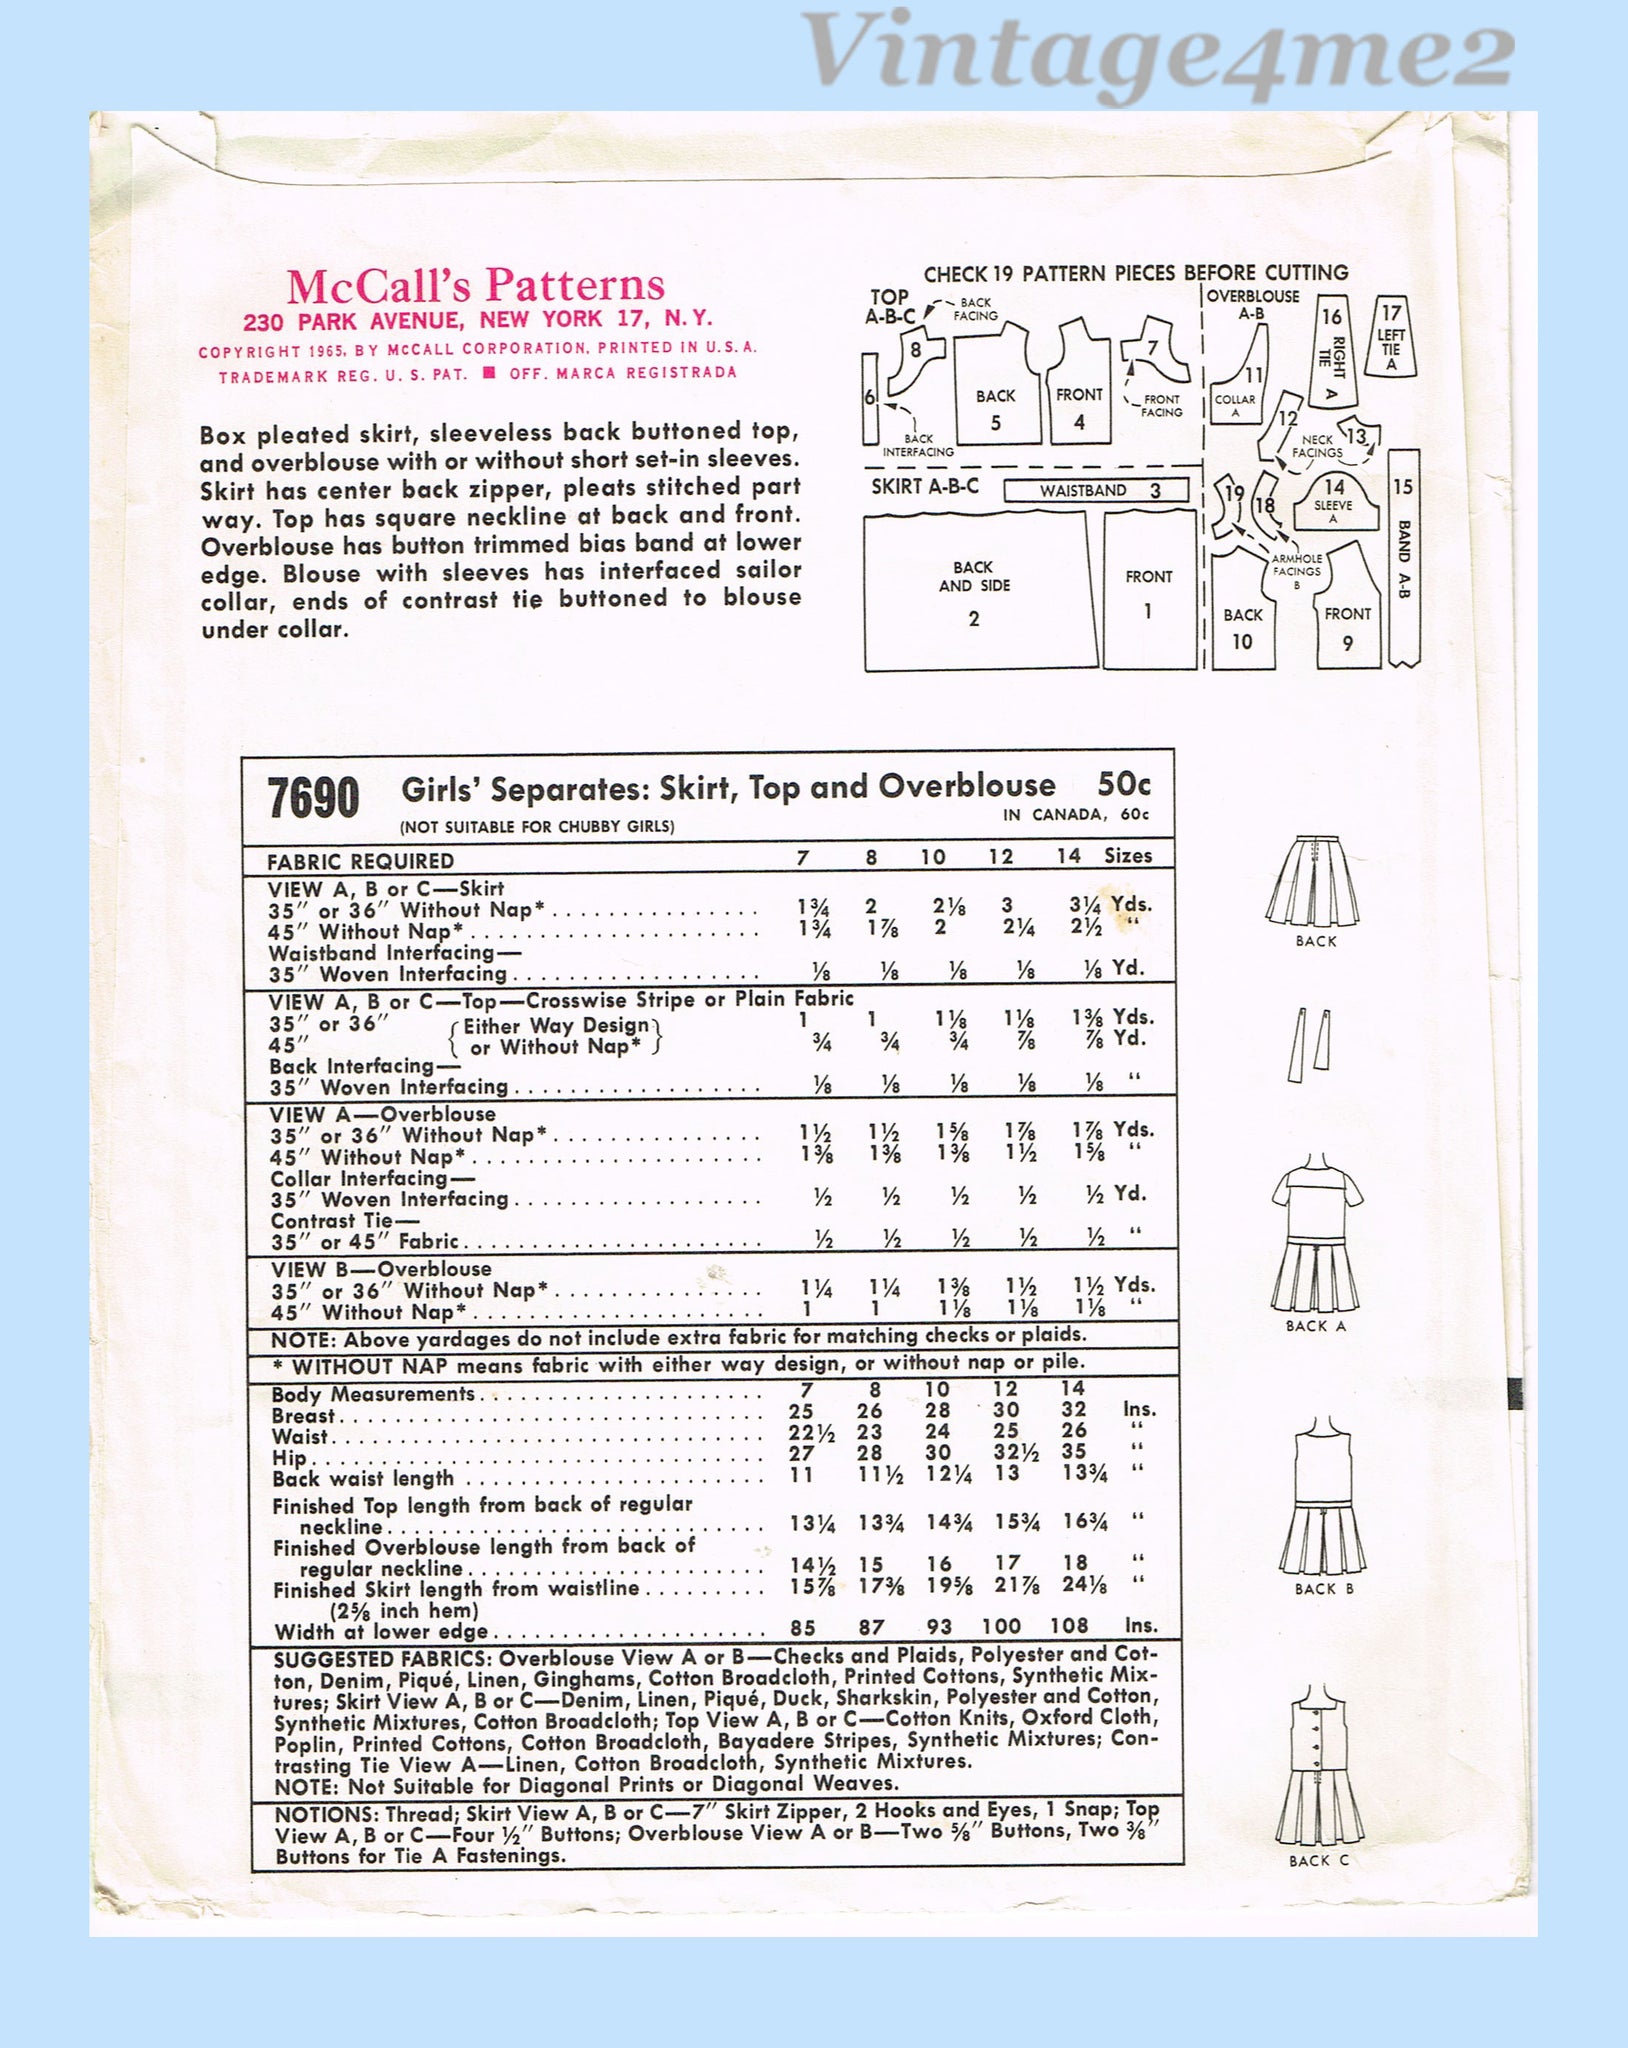 Vintage4me2
McCall's Patterns
230 PARK AVENUE, NEW YORK 17, N.Y.
COPYRIGHT 1965, BY McCALL CORPORATION, PRINTED IN U.S.A.
TRADEMARK REG. U. S. PAT. ■ OFF. MARCA REGISTRADA
Box pleated skirt, sleeveless back buttoned top,
and overblouse with or without short set-in sleeves.
Skirt has center back zipper, pleats stitched part
way. Top has square neckline at back and front.
Overblouse has button trimmed bias band at lower
edge. Blouse with sleeves has interfaced sailor
collar, ends of contrast tie buttoned to blouse
under collar.
CHECK 19 PATTERN PIECES BEFORE CUTTING
TOP
A-B-C
BACK
FACING
8
6
BACK
INTERFACING
BACK
5
FRONT
4
7
FRONT
FACING
SKIRT A-B-C
WAISTBAND 3
BACK
AND SIDE
2
FRONT
1
OVERBLOUSE
A-B
11
COLLAR
A
16
RIGHT
TIE
A
17
LEFT
TIE
A
12
13
NECK
FACINGS
19
18
14
SLEEVE
A
ARMHOLE
FACINGS
B
15
BAND A-B
BACK
10
FRONT
9
7690 Girls' Separates: Skirt, Top and Overblouse 50c
(NOT SUITABLE FOR CHUBBY GIRLS) IN CANADA, 60c
FABRIC REQUIRED 7 8 10 12 14 Sizes
VIEW A, B or C—Skirt
35" or 36" Without Nap* . . . . . . . . . . . . . . . 1¾ 2 2⅛ 3 3¼ Yds.
45" Without Nap* . . . . . . . . . . . . . . . . . . . . . 1¾ 1⅞ 2 2¼ 2½ "
Waistband Interfacing—
35" Woven Interfacing . . . . . . . . . . . . . . . . . . ⅛ ⅛ ⅛ ⅛ ⅛ Yd.
VIEW A, B or C—Top—Crosswise Stripe or Plain Fabric
35" or 36" {Either Way Design} 1 1 1⅛ 1⅛ 1⅜ Yds.
45" {or Without Nap*} ¾ ¾ ¾ ⅞ ⅞ Yd.
Back Interfacing—
35" Woven Interfacing . . . . . . . . . . . . . . . . . . ⅛ ⅛ ⅛ ⅛ ⅛ "
VIEW A—Overblouse
35" or 36" Without Nap* . . . . . . . . . . . . . . . 1½ 1½ 1⅝ 1⅞ 1⅞ Yds.
45" Without Nap* . . . . . . . . . . . . . . . . . . . . . 1⅜ 1⅜ 1⅜ 1½ 1⅝ "
Collar Interfacing—
35" Woven Interfacing . . . . . . . . . . . . . . . . . . ½ ½ ½ ½ ½ Yd.
Contrast Tie—
35" or 45" Fabric . . . . . . . . . . . . . . . . . . . . . . ½ ½ ½ ½ ½ "
VIEW B—Overblouse
35" or 36" Without Nap* . . . . . . . . . . . . . . . 1¼ 1¼ 1⅜ 1½ 1½ Yds.
45" Without Nap* . . . . . . . . . . . . . . . . . . . . . 1 1 1⅛ 1⅛ 1⅛ "
NOTE: Above yardages do not include extra fabric for matching checks or plaids.
* WITHOUT NAP means fabric with either way design, or without nap or pile.
Body Measurements . . . . . . . . . . . . . . . . . . . . . 7 8 10 12 14
Breast . . . . . . . . . . . . . . . . . . . . . . . . . . . . . . . 25 26 28 30 32 Ins.
Waist . . . . . . . . . . . . . . . . . . . . . . . . . . . . . . . . 22½ 23 24 25 26 "
Hip . . . . . . . . . . . . . . . . . . . . . . . . . . . . . . . . . 27 28 30 32½ 35 "
Back waist length . . . . . . . . . . . . . . . . . . . . . . 11 11½ 12¼ 13 13¾ "
Finished Top length from back of regular
neckline . . . . . . . . . . . . . . . . . . . . . . . . . . . . 13¼ 13¾ 14¾ 15¾ 16¾ "
Finished Overblouse length from back of
regular neckline . . . . . . . . . . . . . . . . . . . . . . 14½ 15 16 17 18 "
Finished Skirt length from waistline . . . . . . . . . 15⅞ 17⅜ 19⅝ 21⅞ 24⅛ "
(2⅝ inch hem)
Width at lower edge . . . . . . . . . . . . . . . . . . . . 85 87 93 100 108 Ins.
SUGGESTED FABRICS: Overblouse View A or B—Checks and Plaids, Polyester and Cot-
ton, Denim, Piqué, Linen, Ginghams, Cotton Broadcloth, Printed Cottons, Synthetic Mix-
tures; Skirt View A, B or C—Denim, Linen, Piqué, Duck, Sharkskin, Polyester and Cotton,
Synthetic Mixtures, Cotton Broadcloth; Top View A, B or C—Cotton Knits, Oxford Cloth,
Poplin, Printed Cottons, Cotton Broadcloth, Bayadere Stripes, Synthetic Mixtures; Con-
trasting Tie View A—Linen, Cotton Broadcloth, Synthetic Mixtures.
NOTE: Not Suitable for Diagonal Prints or Diagonal Weaves.
NOTIONS: Thread; Skirt View A, B or C—7" Skirt Zipper, 2 Hooks and Eyes, 1 Snap; Top
View A, B or C—Four ½" Buttons; Overblouse View A or B—Two ⅝" Buttons, Two ⅜"
Buttons for Tie A Fastenings.
BACK
BACK A
BACK B
BACK C